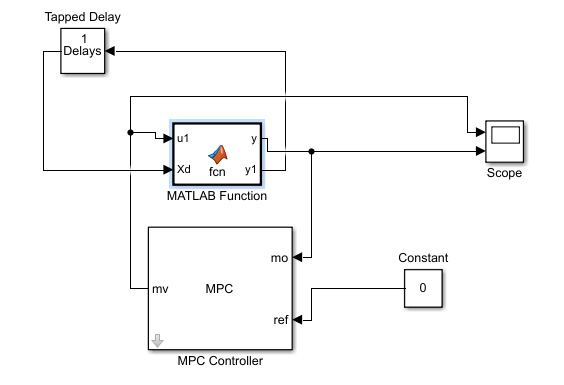 Tapped Delay
1
Delays
u1
y
Xd
fcn
y1
MATLAB Function
Scope
mo
Constant
mv
MPC
0
ref
MPC Controller